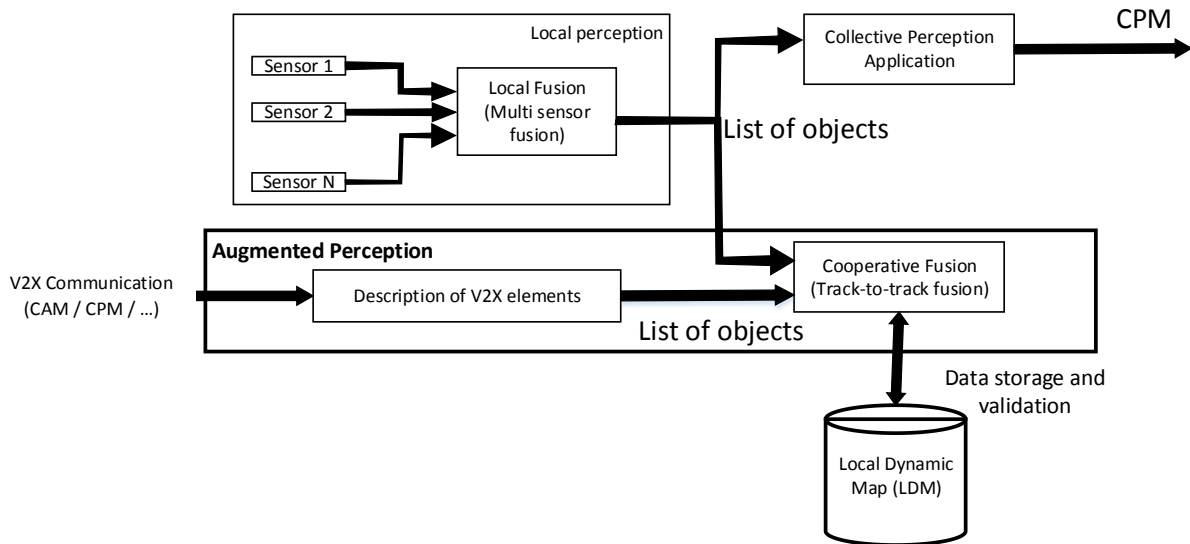 CPM
Local perception
Collective Perception
Application
Sensor 1
Sensor 2
Sensor N
Local Fusion
(Multi sensor
fusion)
List of objects
Augmented Perception
V2X Communication
(CAM / CPM / ...)
Description of V2X elements
Cooperative Fusion
(Track-to-track fusion)
List of objects
Data storage and
validation
Local Dynamic
Map (LDM)